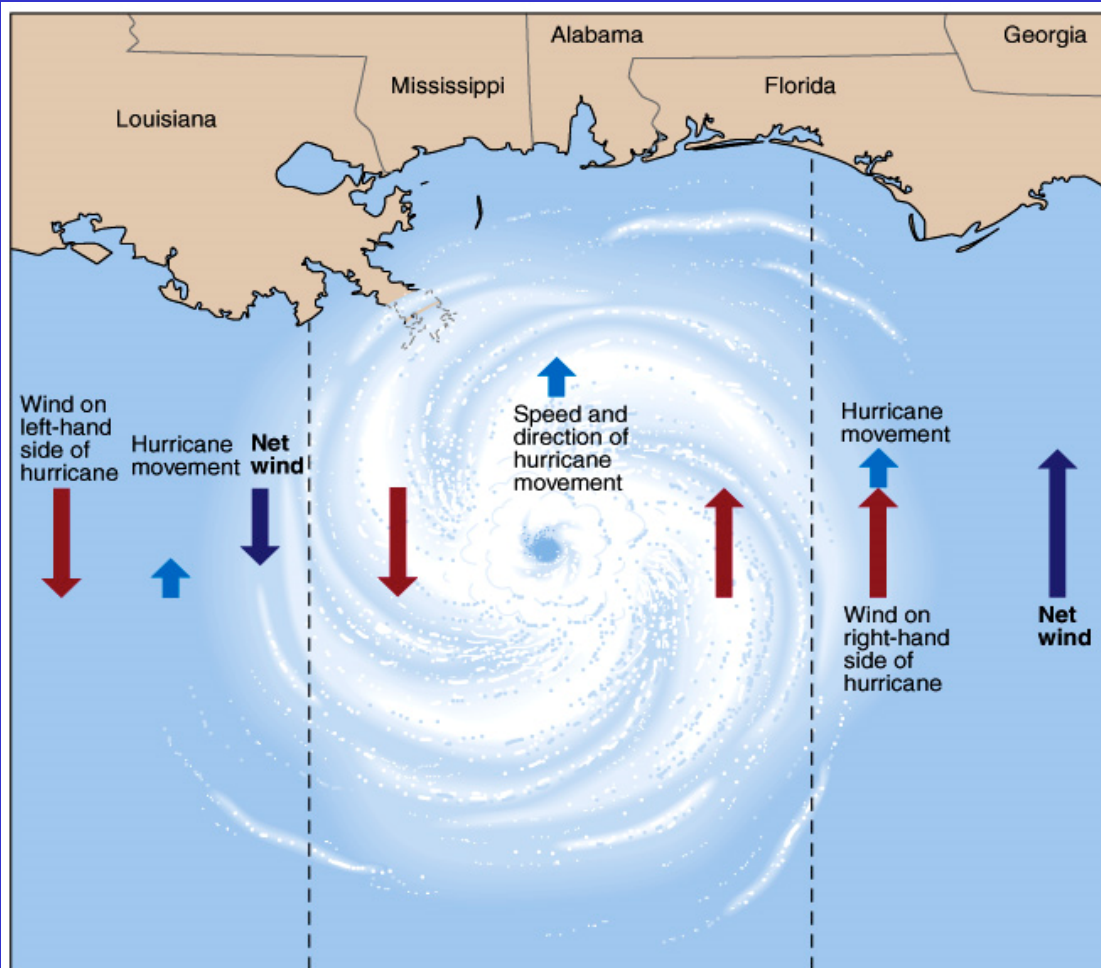 Alabama
Georgia
Mississippi
Florida
Louisiana
Wind on
left-hand
side of
hurricane
Hurricane
movement
Net
wind
Speed and
direction of
hurricane
movement
Hurricane
movement
Wind on
right-hand
side of
hurricane
Net
wind